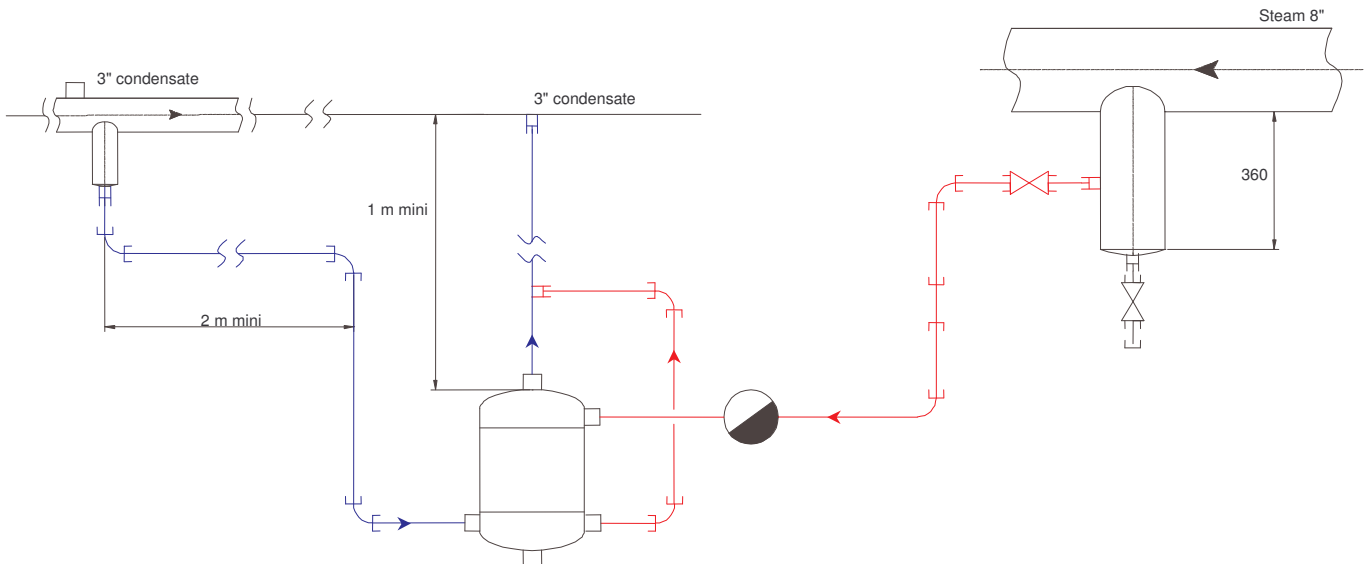 Steam 8"
3" condensate
3" condensate
360
1 m mini
2 m mini